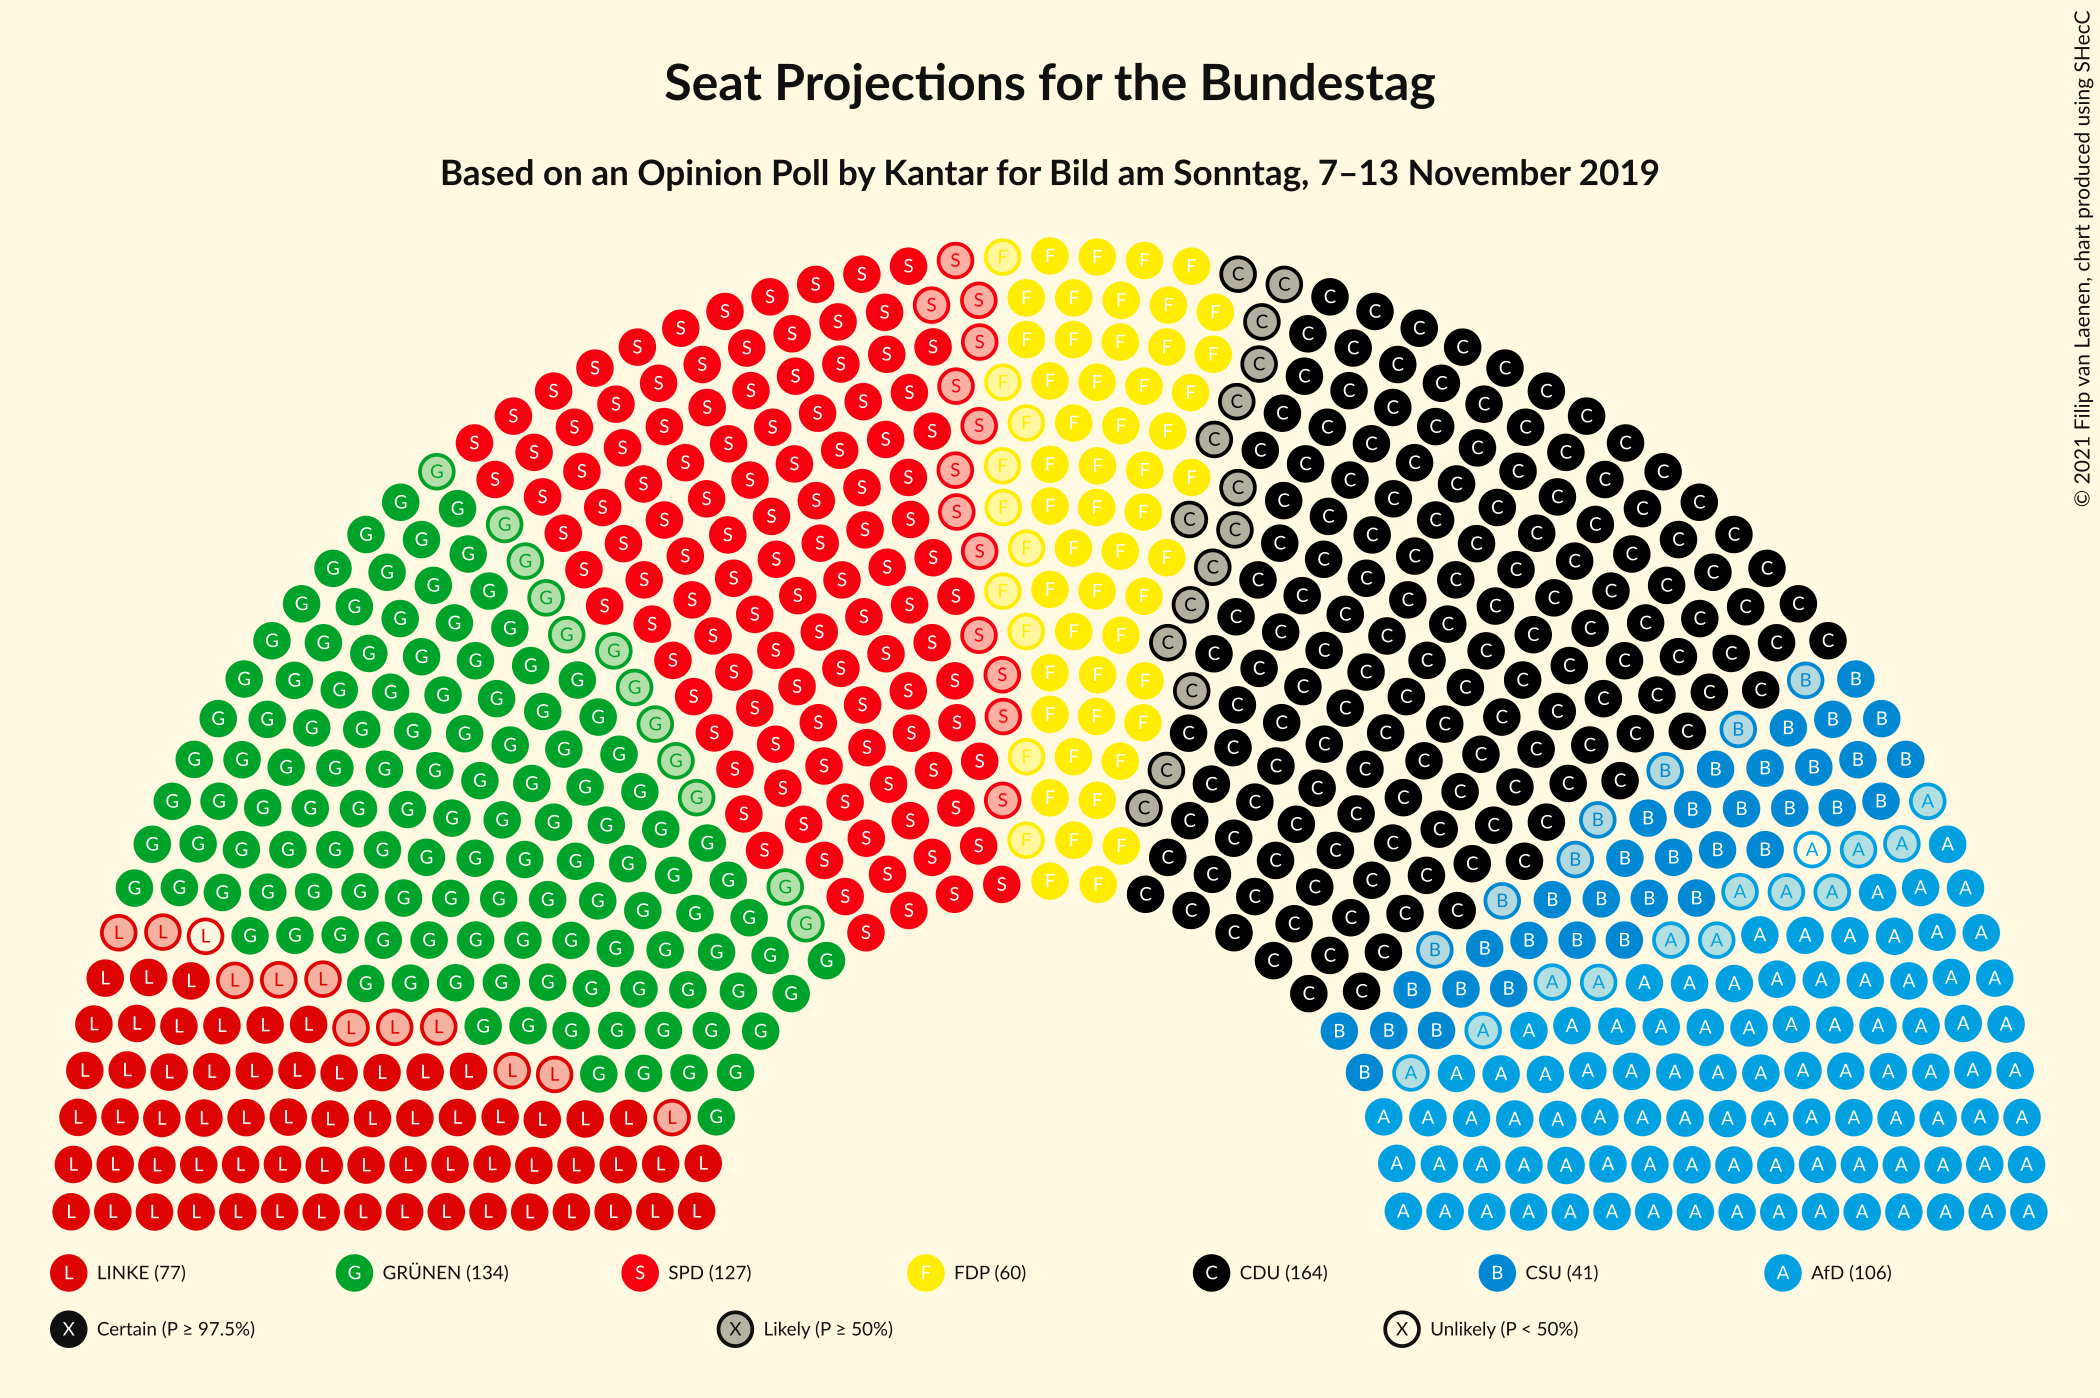 Seat Projections for the Bundestag
Based on an Opinion Poll by Kantar for Bild am Sonntag, 7–13 November 2019
© 2021 Filip van Laenen, chart produced using SHecC
L LINKE (77) G GRÜNEN (134) S SPD (127) F FDP (60) C CDU (164) B CSU (41) A AfD (106)
X Certain (P ≥ 97.5%) X Likely (P ≥ 50%) X Unlikely (P < 50%)